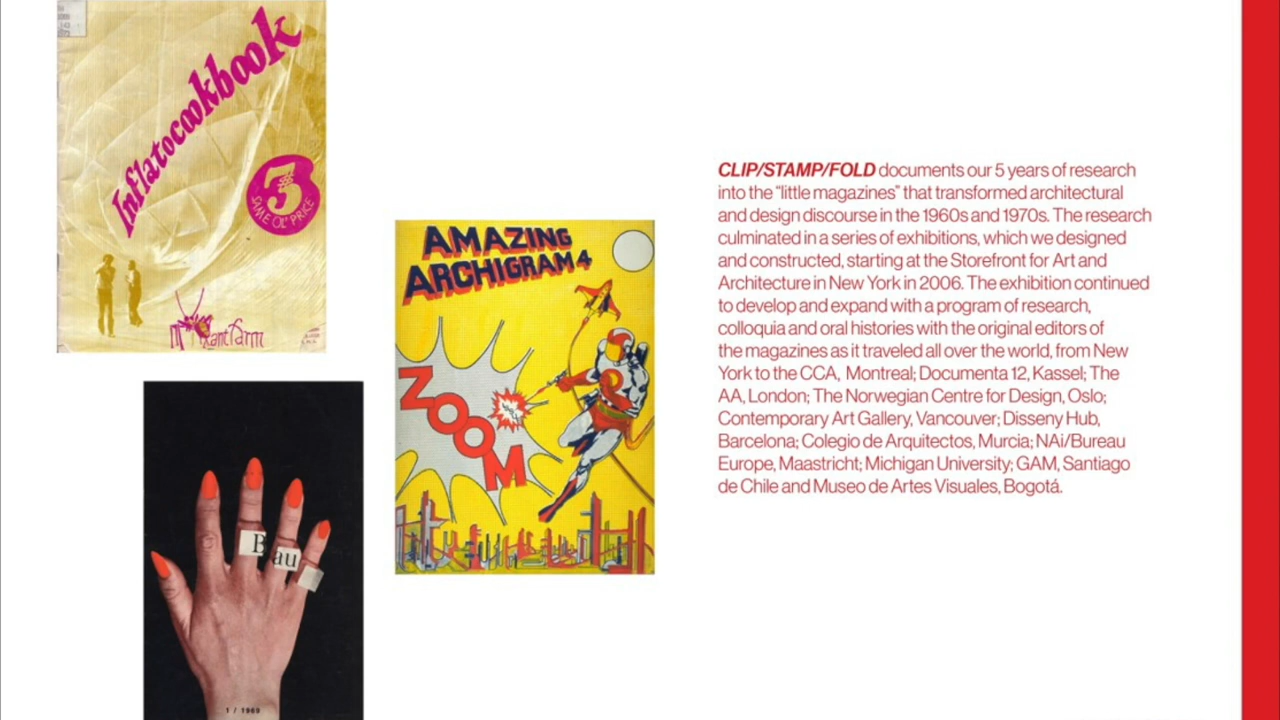 Inflatocookbook
$3
SAME OL' PRICE
AMAZING
ARCHIGRAM 4
ZOOM
Bau
1 / 1969
CLIP/STAMP/FOLD documents our 5 years of research
into the “little magazines” that transformed architectural
and design discourse in the 1960s and 1970s. The research
culminated in a series of exhibitions, which we designed
and constructed, starting at the Storefront for Art and
Architecture in New York in 2006. The exhibition continued
to develop and expand with a program of research,
colloquia and oral histories with the original editors of
the magazines as it traveled all over the world, from New
York to the CCA, Montreal; Documenta 12, Kassel; The
AA, London; The Norwegian Centre for Design, Oslo;
Contemporary Art Gallery, Vancouver; Disseny Hub,
Barcelona; Colegio de Arquitectos, Murcia; NAi/Bureau
Europe, Maastricht; Michigan University; GAM, Santiago
de Chile and Museo de Artes Visuales, Bogotá.